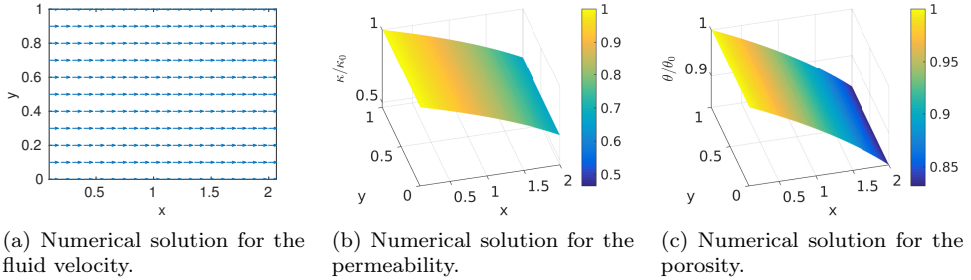 1
0.8
0.6
0.4
0.2
0
y
0.5
1
1.5
2
x
1
0.5
κ/κ0
1
0.5
0
y
0.5
1
1.5
2
x
1
0.9
0.8
0.7
0.6
0.5
1
0.9
θ/θ0
1
0.5
0
y
0.5
1
1.5
2
x
1
0.95
0.9
0.85
(a) Numerical solution for the
fluid velocity.
(b) Numerical solution for the
permeability.
(c) Numerical solution for the
porosity.